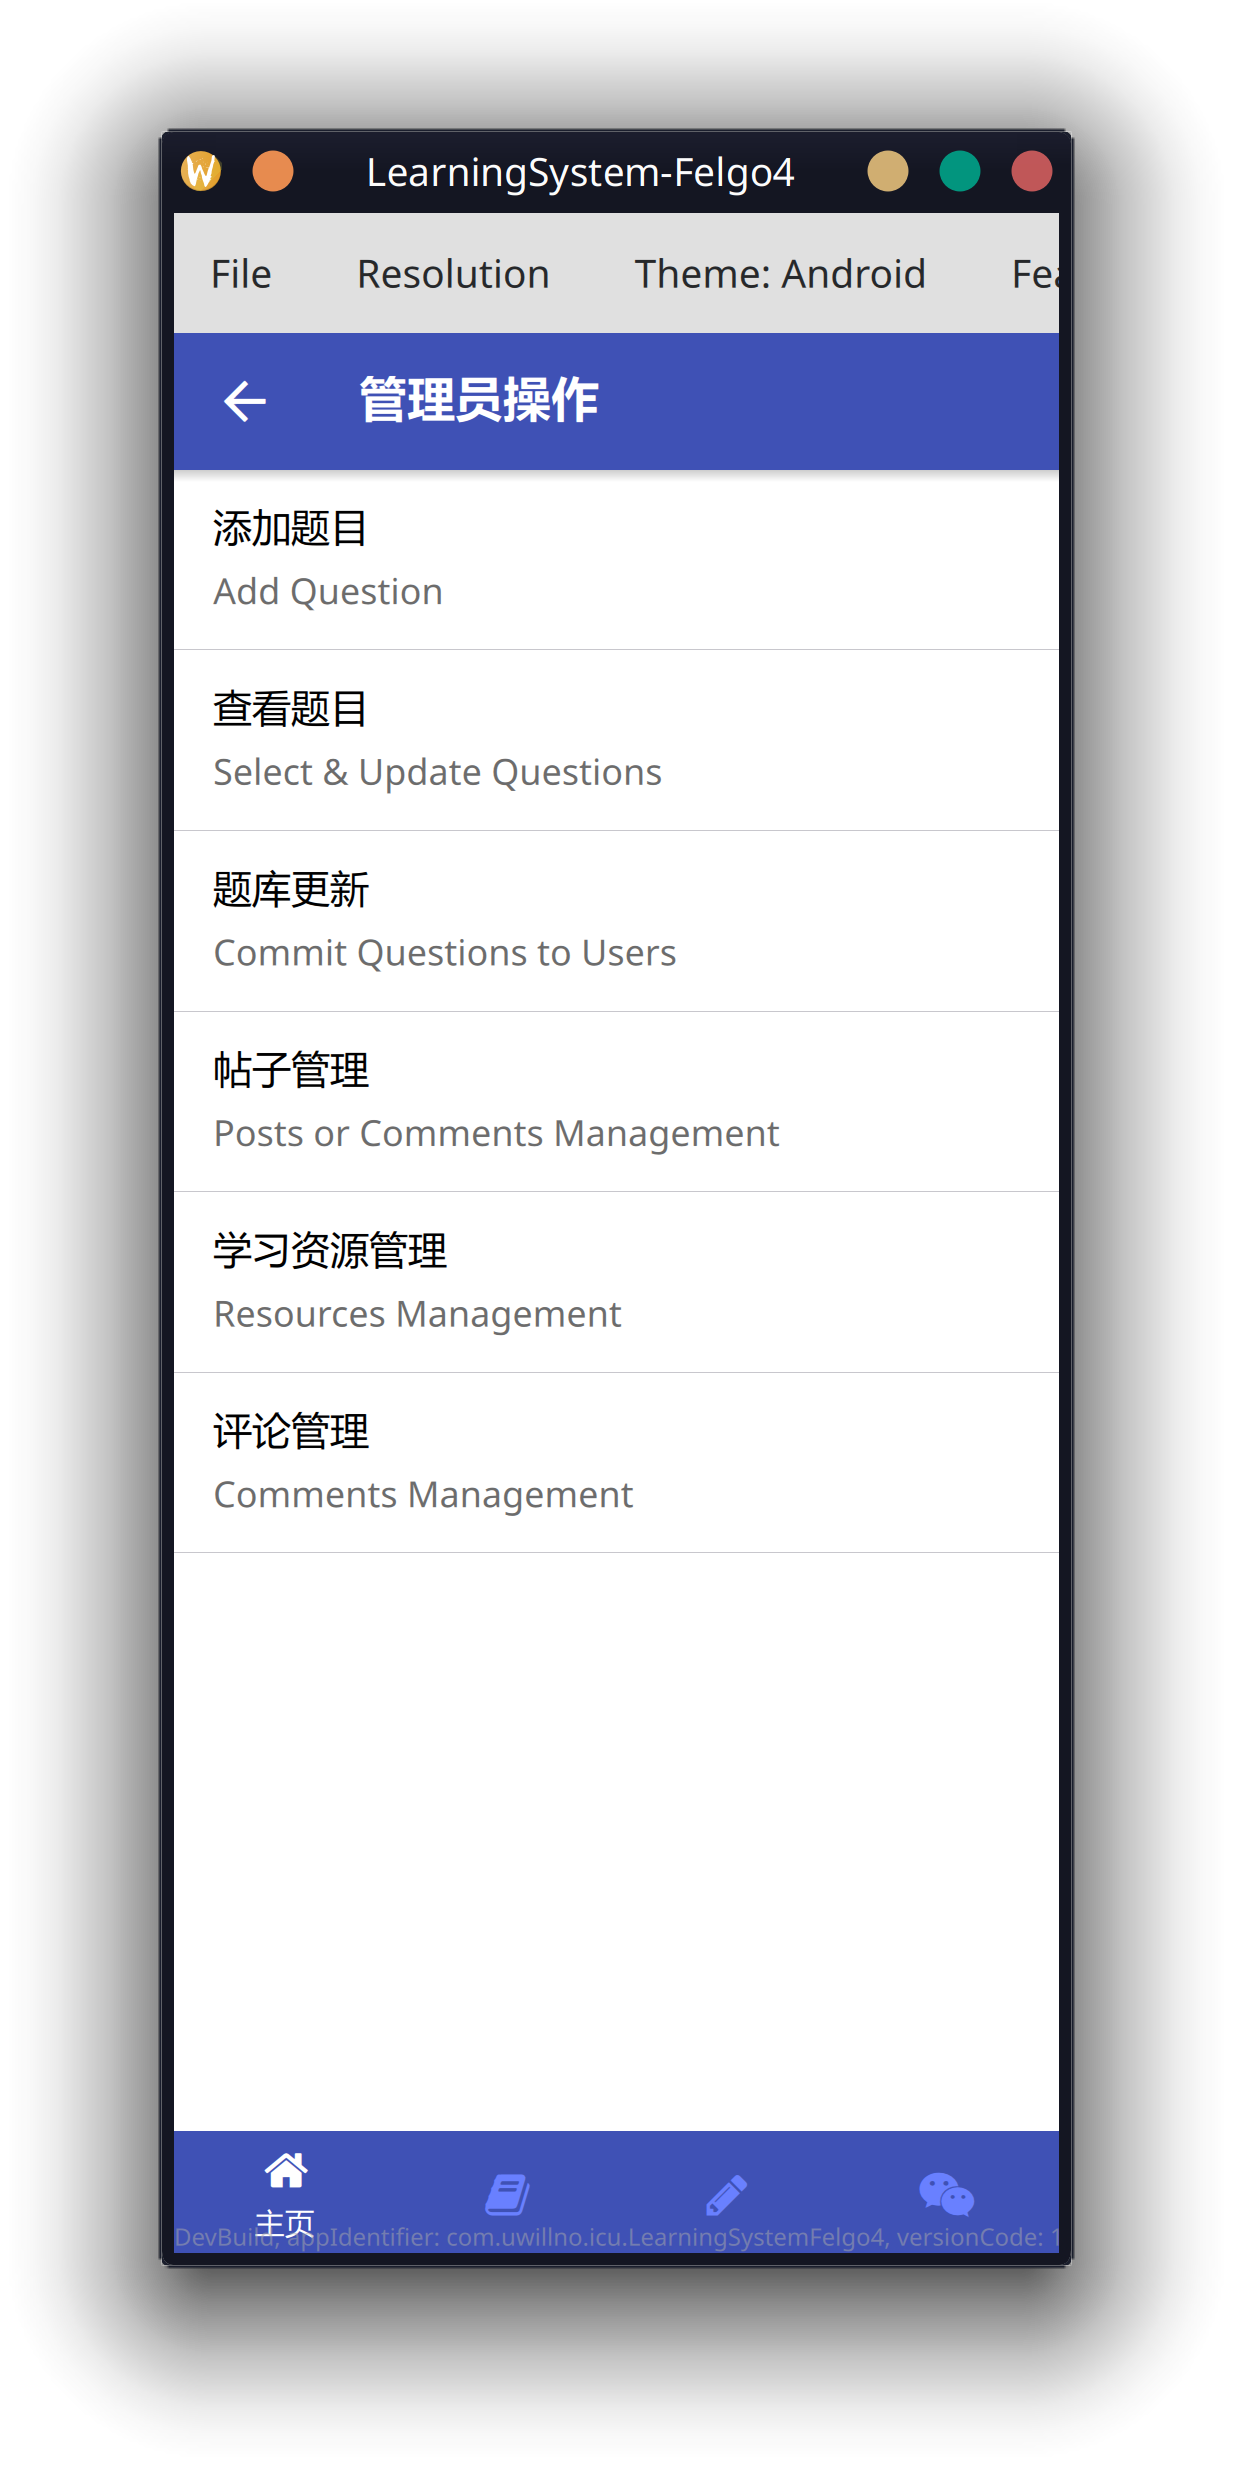 LearningSystem-Felgo4
File Resolution Theme: Android Fea
管理员操作
添加题目
Add Question
查看题目
Select & Update Questions
题库更新
Commit Questions to Users
帖子管理
Posts or Comments Management
学习资源管理
Resources Management
评论管理
Comments Management
主页
DevBuild, appIdentifier: com.uwillno.icu.LearningSystemFelgo4, versionCode: 1